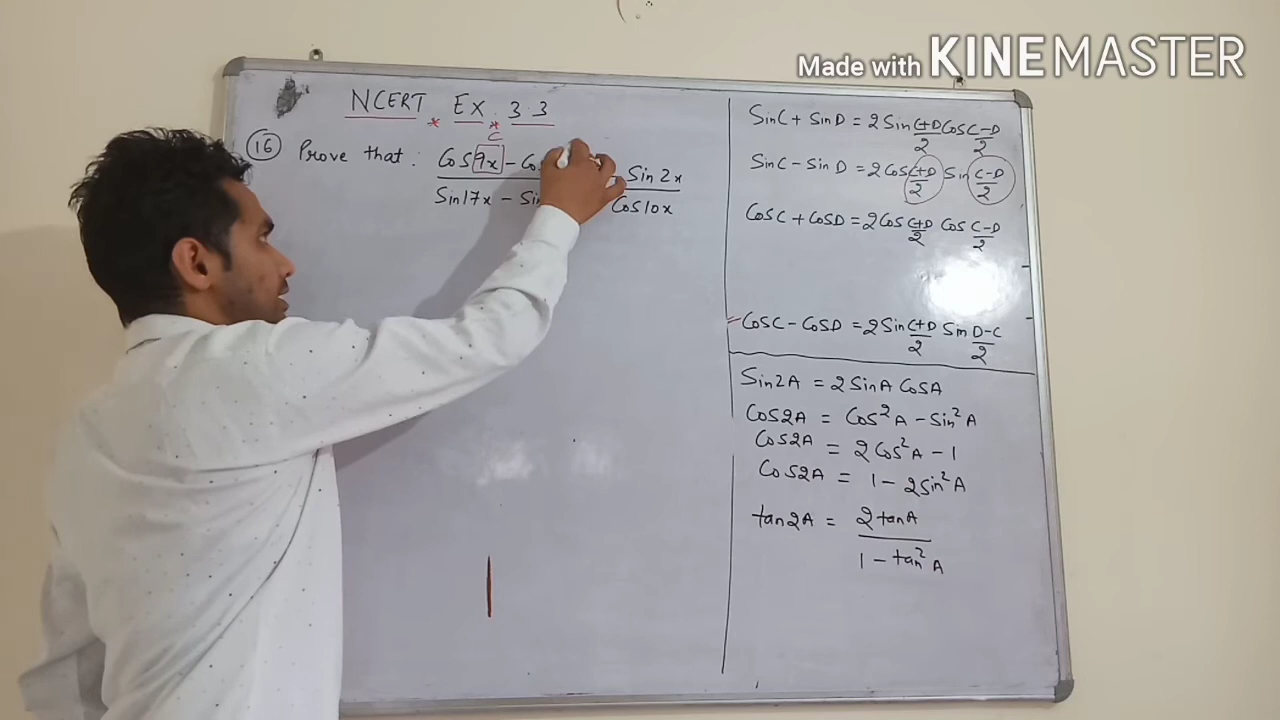 Made with KINEMASTER
NCERT EX. 3.3
* *
C
16 Prove that : Cos9x - Co
Sin17x - Sin
- Sin2x
Cos10x
SinC + SinD = 2Sin C+D/2 Cos C-D/2
SinC - SinD = 2Cos C+D/2 Sin C-D/2
CosC + CosD = 2Cos C+D/2 Cos C-D/2
CosC - CosD = 2Sin C+D/2 Sin D-C/2
Sin2A = 2SinA CosA
Cos2A = Cos²A - Sin²A
Cos2A = 2Cos²A - 1
Cos2A = 1 - 2Sin²A
tan2A = 2tanA
1 - tan²A